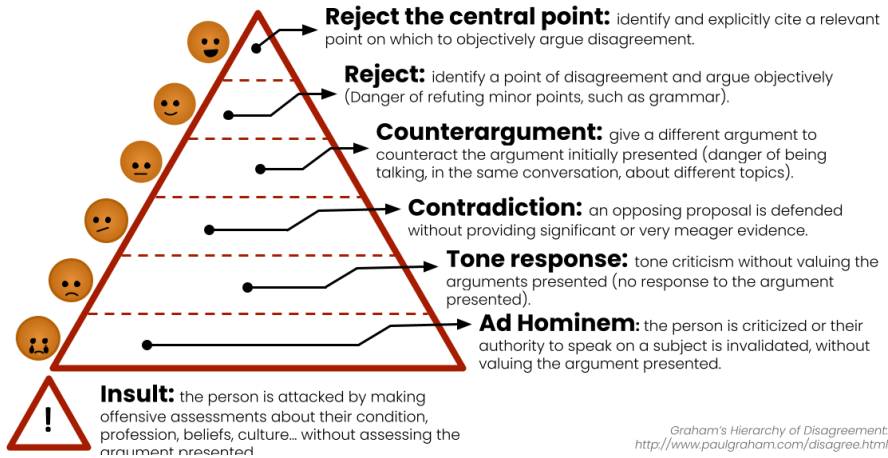 Reject the central point: identify and explicitly cite a relevant
point on which to objectively argue disagreement.
Reject: identify a point of disagreement and argue objectively
(Danger of refuting minor points, such as grammar).
Counterargument: give a different argument to
counteract the argument initially presented (danger of being
talking, in the same conversation, about different topics).
Contradiction: an opposing proposal is defended
without providing significant or very meager evidence.
Tone response: tone criticism without valuing the
arguments presented (no response to the argument
presented).
Ad Hominem: the person is criticized or their
authority to speak on a subject is invalidated, without
valuing the argument presented.
!
Insult: the person is attacked by making
offensive assessments about their condition,
profession, beliefs, culture... without assessing the
argument presented
Graham's Hierarchy of Disagreement:
http://www.paulgraham.com/disagree.html